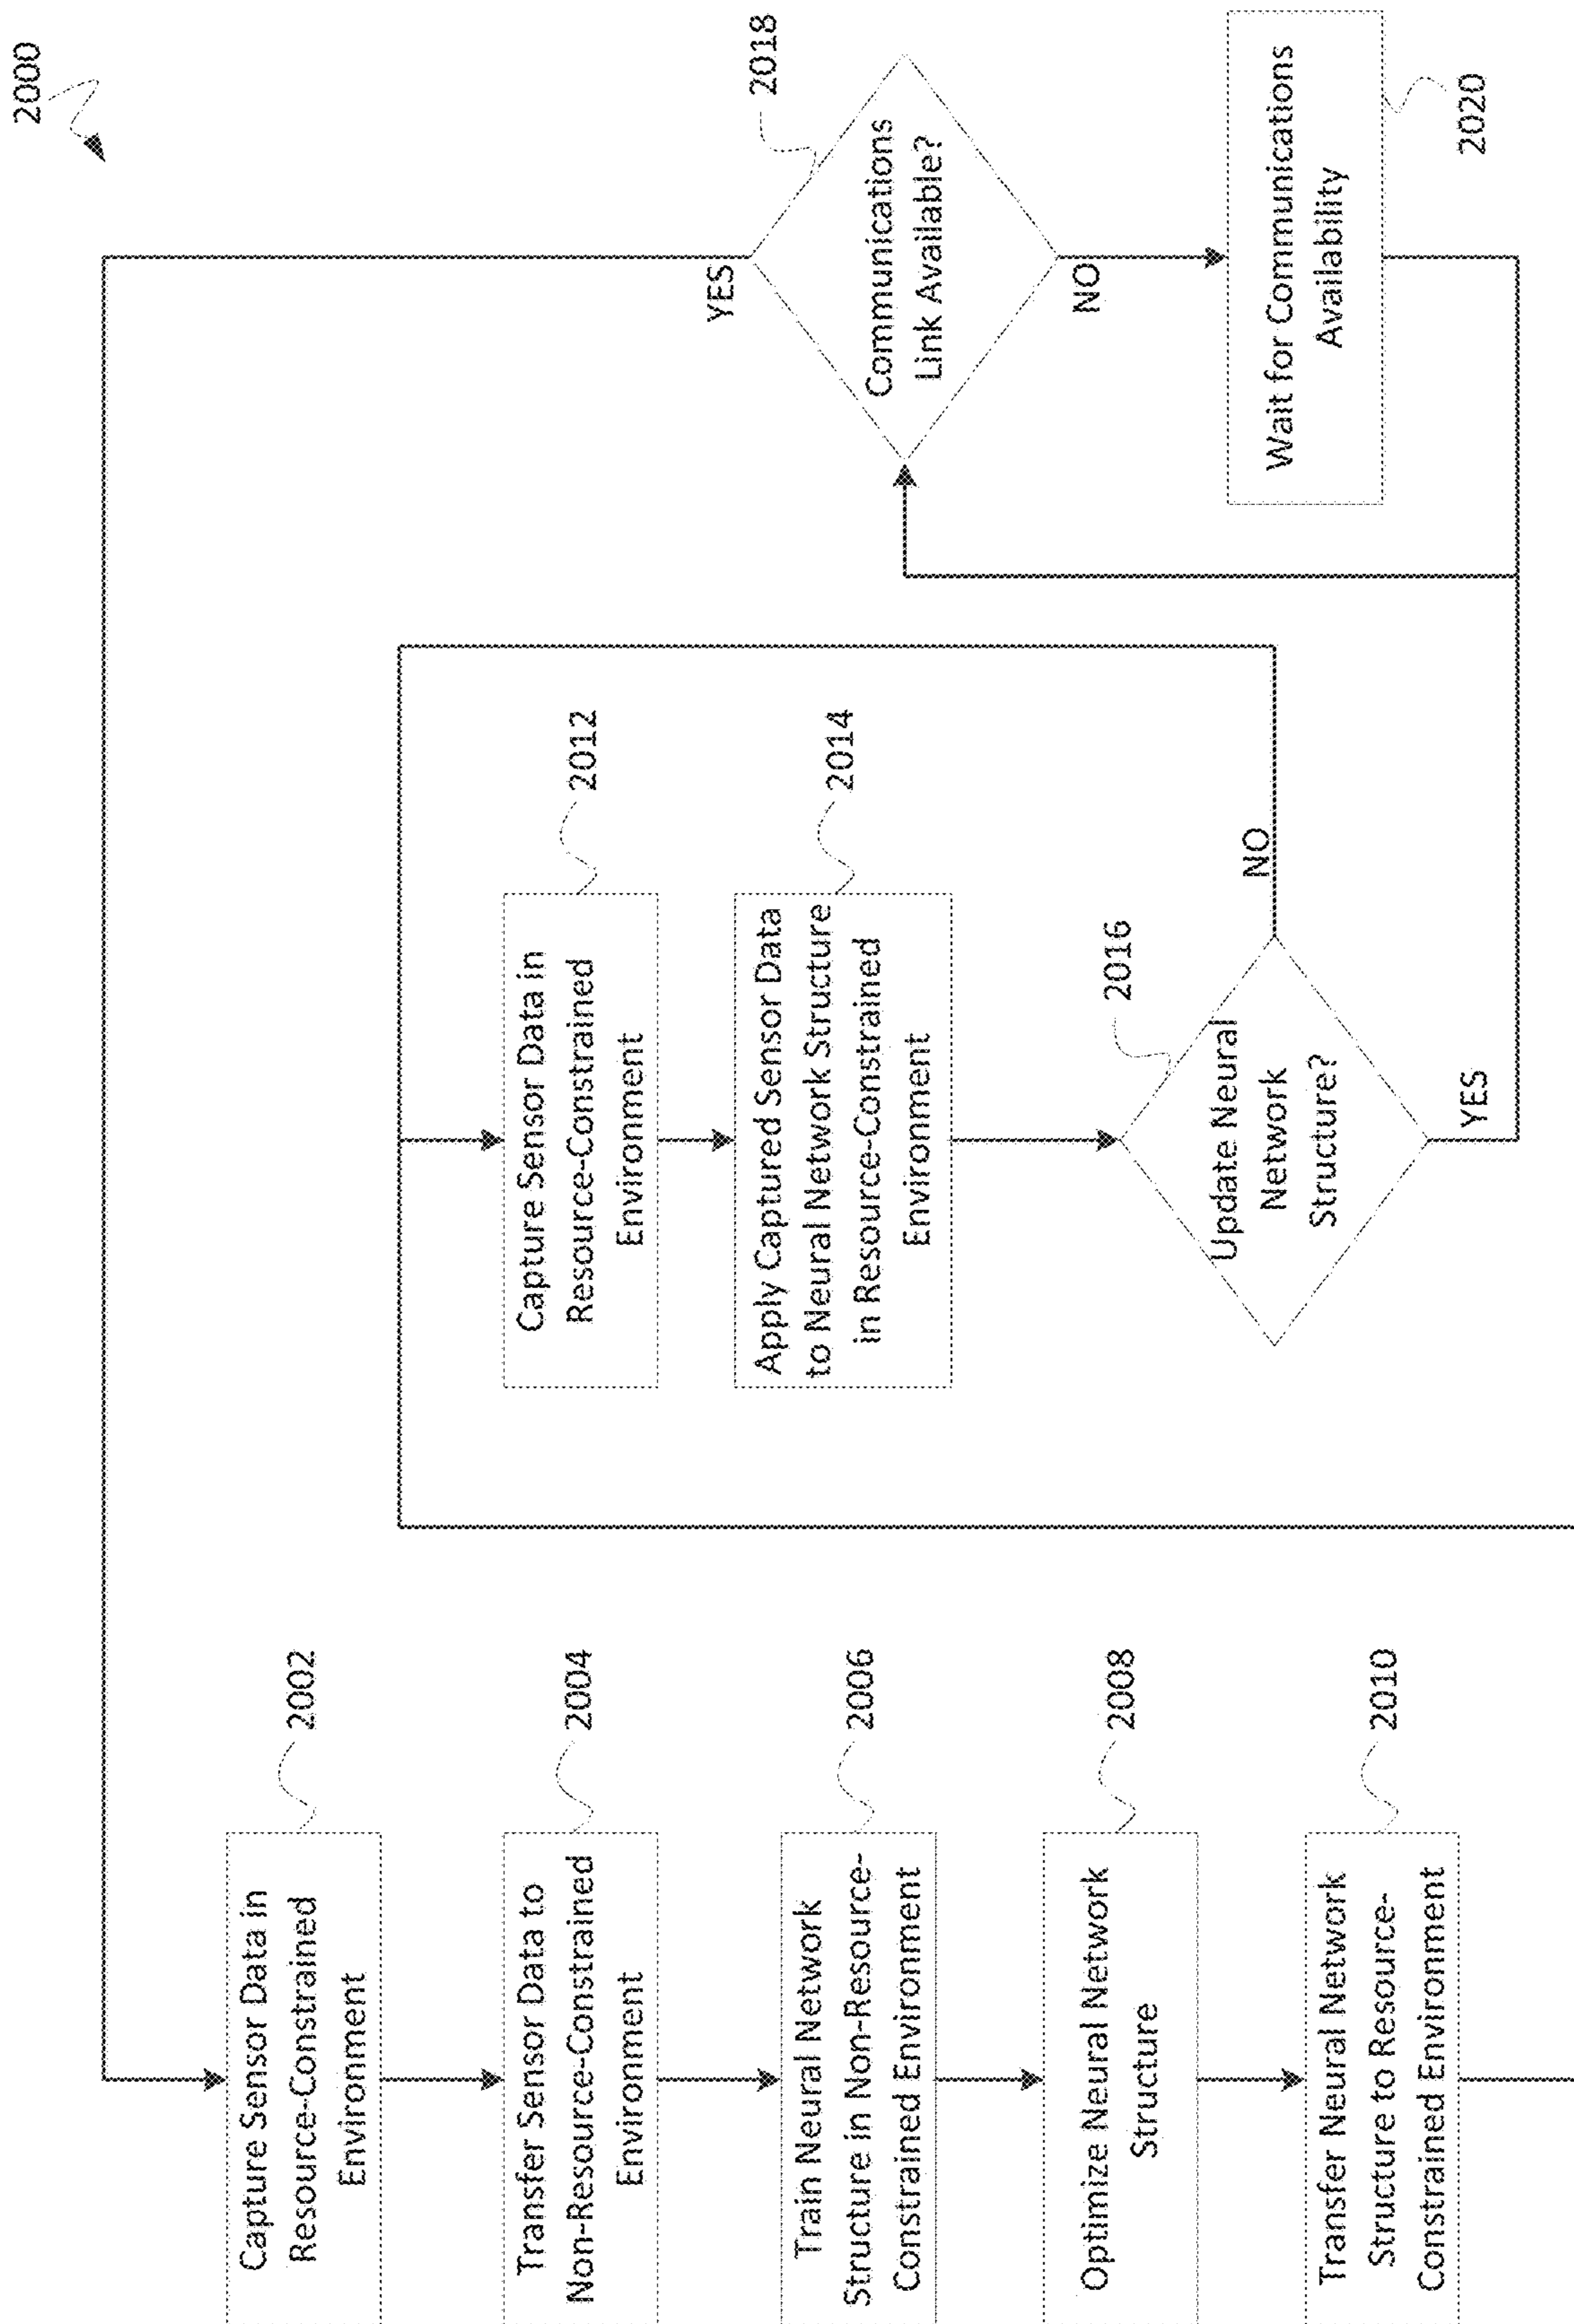 2000
Capture Sensor Data in
Resource-Constrained
Environment
2002
Transfer Sensor Data to
Non-Resource-Constrained
Environment
2004
Train Neural Network
Structure in Non-Resource-
Constrained Environment
2006
Optimize Neural Network
Structure
2008
Transfer Neural Network
Structure to Resource-
Constrained Environment
2010
Capture Sensor Data in
Resource-Constrained
Environment
2012
Apply Captured Sensor Data
to Neural Network Structure
in Resource-Constrained
Environment
2014
Update Neural
Network
Structure?
2016
NO
YES
Communications
Link Available?
2018
YES
NO
Wait for Communications
Availability
2020